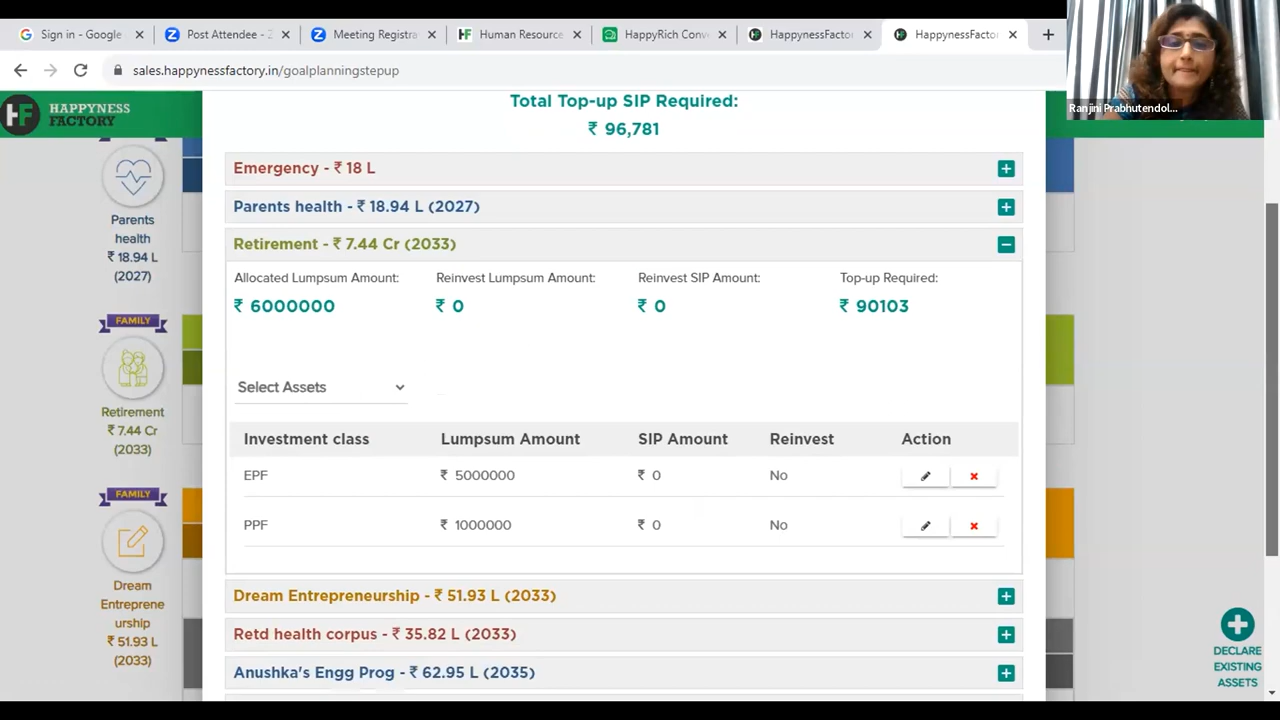 Sign in - Google
Post Attendee - Z
Meeting Registra
Human Resource
HappyRich Conv
HappynessFacto
HappynessFacto
sales.happynessfactory.in/goalplanningstepup
Ranjini Prabhutendol...
HF HAPPYNESS
FACTORY
Parents
health
₹ 18.94 L
(2027)
FAMILY
Retirement
₹ 7.44 Cr
(2033)
FAMILY
Dream
Entreprene
urship
₹ 51.93 L
(2033)
Total Top-up SIP Required:
₹ 96,781
Emergency - ₹ 18 L
Parents health - ₹ 18.94 L (2027)
Retirement - ₹ 7.44 Cr (2033)
Allocated Lumpsum Amount: Reinvest Lumpsum Amount: Reinvest SIP Amount: Top-up Required:
₹ 6000000 ₹ 0 ₹ 0 ₹ 90103
Select Assets
Investment class Lumpsum Amount SIP Amount Reinvest Action
EPF ₹ 5000000 ₹ 0 No
PPF ₹ 1000000 ₹ 0 No
Dream Entrepreneurship - ₹ 51.93 L (2033)
Retd health corpus - ₹ 35.82 L (2033)
Anushka's Engg Prog - ₹ 62.95 L (2035)
DECLARE
EXISTING
ASSETS